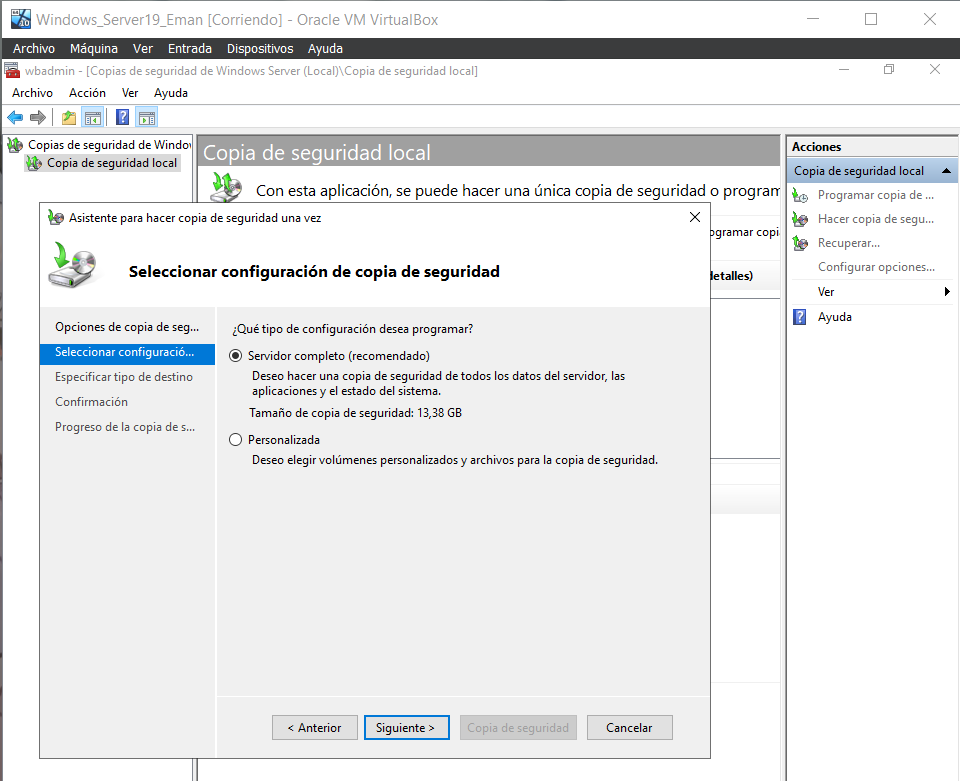 Windows_Server19_Eman [Corriendo] - Oracle VM VirtualBox
Archivo Máquina Ver Entrada Dispositivos Ayuda
wbadmin - [Copias de seguridad de Windows Server (Local)\Copia de seguridad local]
Archivo Acción Ver Ayuda
Copias de seguridad de Windo
Copia de seguridad local
Copia de seguridad local
Con esta aplicación, se puede hacer una única copia de seguridad o program
ogramar copi
detalles)
Asistente para hacer copia de seguridad una vez
Seleccionar configuración de copia de seguridad
Opciones de copia de seg...
Seleccionar configuració...
Especificar tipo de destino
Confirmación
Progreso de la copia de s...
¿Qué tipo de configuración desea programar?
Servidor completo (recomendado)
Deseo hacer una copia de seguridad de todos los datos del servidor, las
aplicaciones y el estado del sistema.
Tamaño de copia de seguridad: 13,38 GB
Personalizada
Deseo elegir volúmenes personalizados y archivos para la copia de seguridad.
< Anterior
Siguiente >
Copia de seguridad
Cancelar
Acciones
Copia de seguridad local
Programar copia de ...
Hacer copia de segu...
Recuperar...
Configurar opciones...
Ver
Ayuda